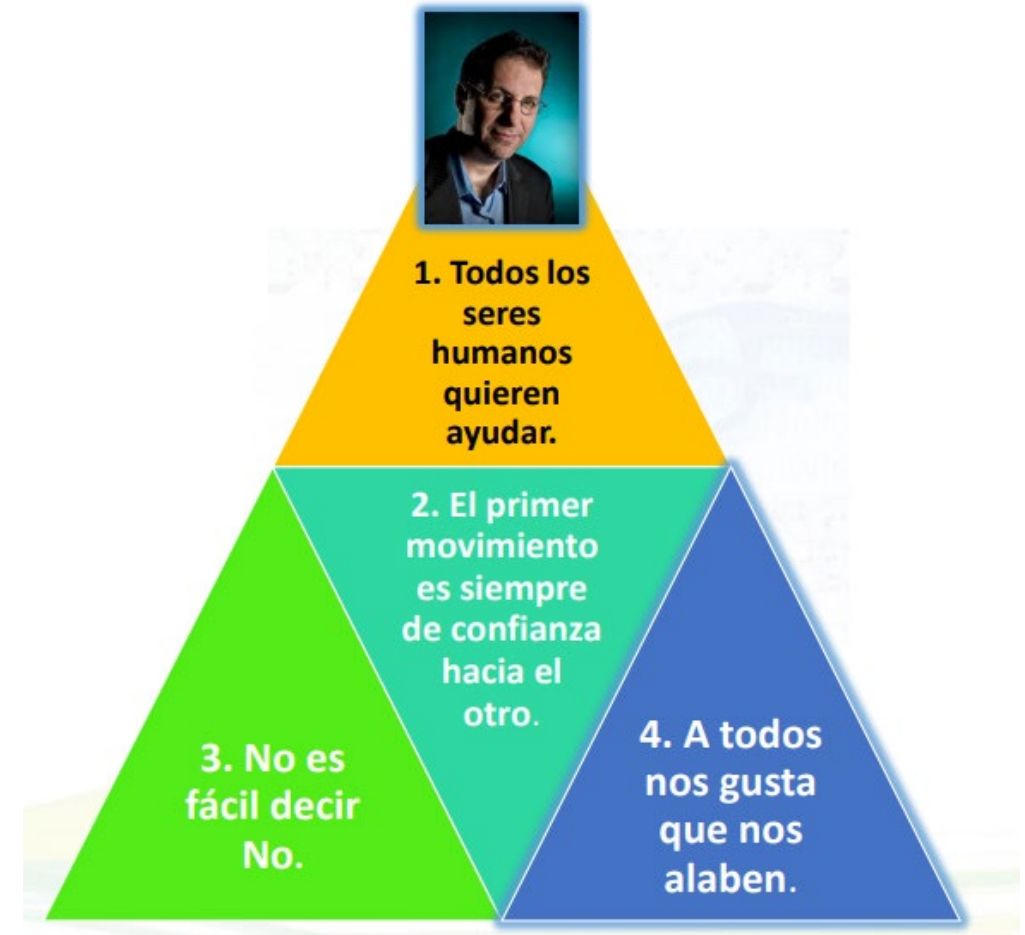 1. Todos los
seres
humanos
quieren
ayudar.
2. El primer
movimiento
es siempre
de confianza
hacia el
otro.
3. No es
fácil decir
No.
4. A todos
nos gusta
que nos
alaben.